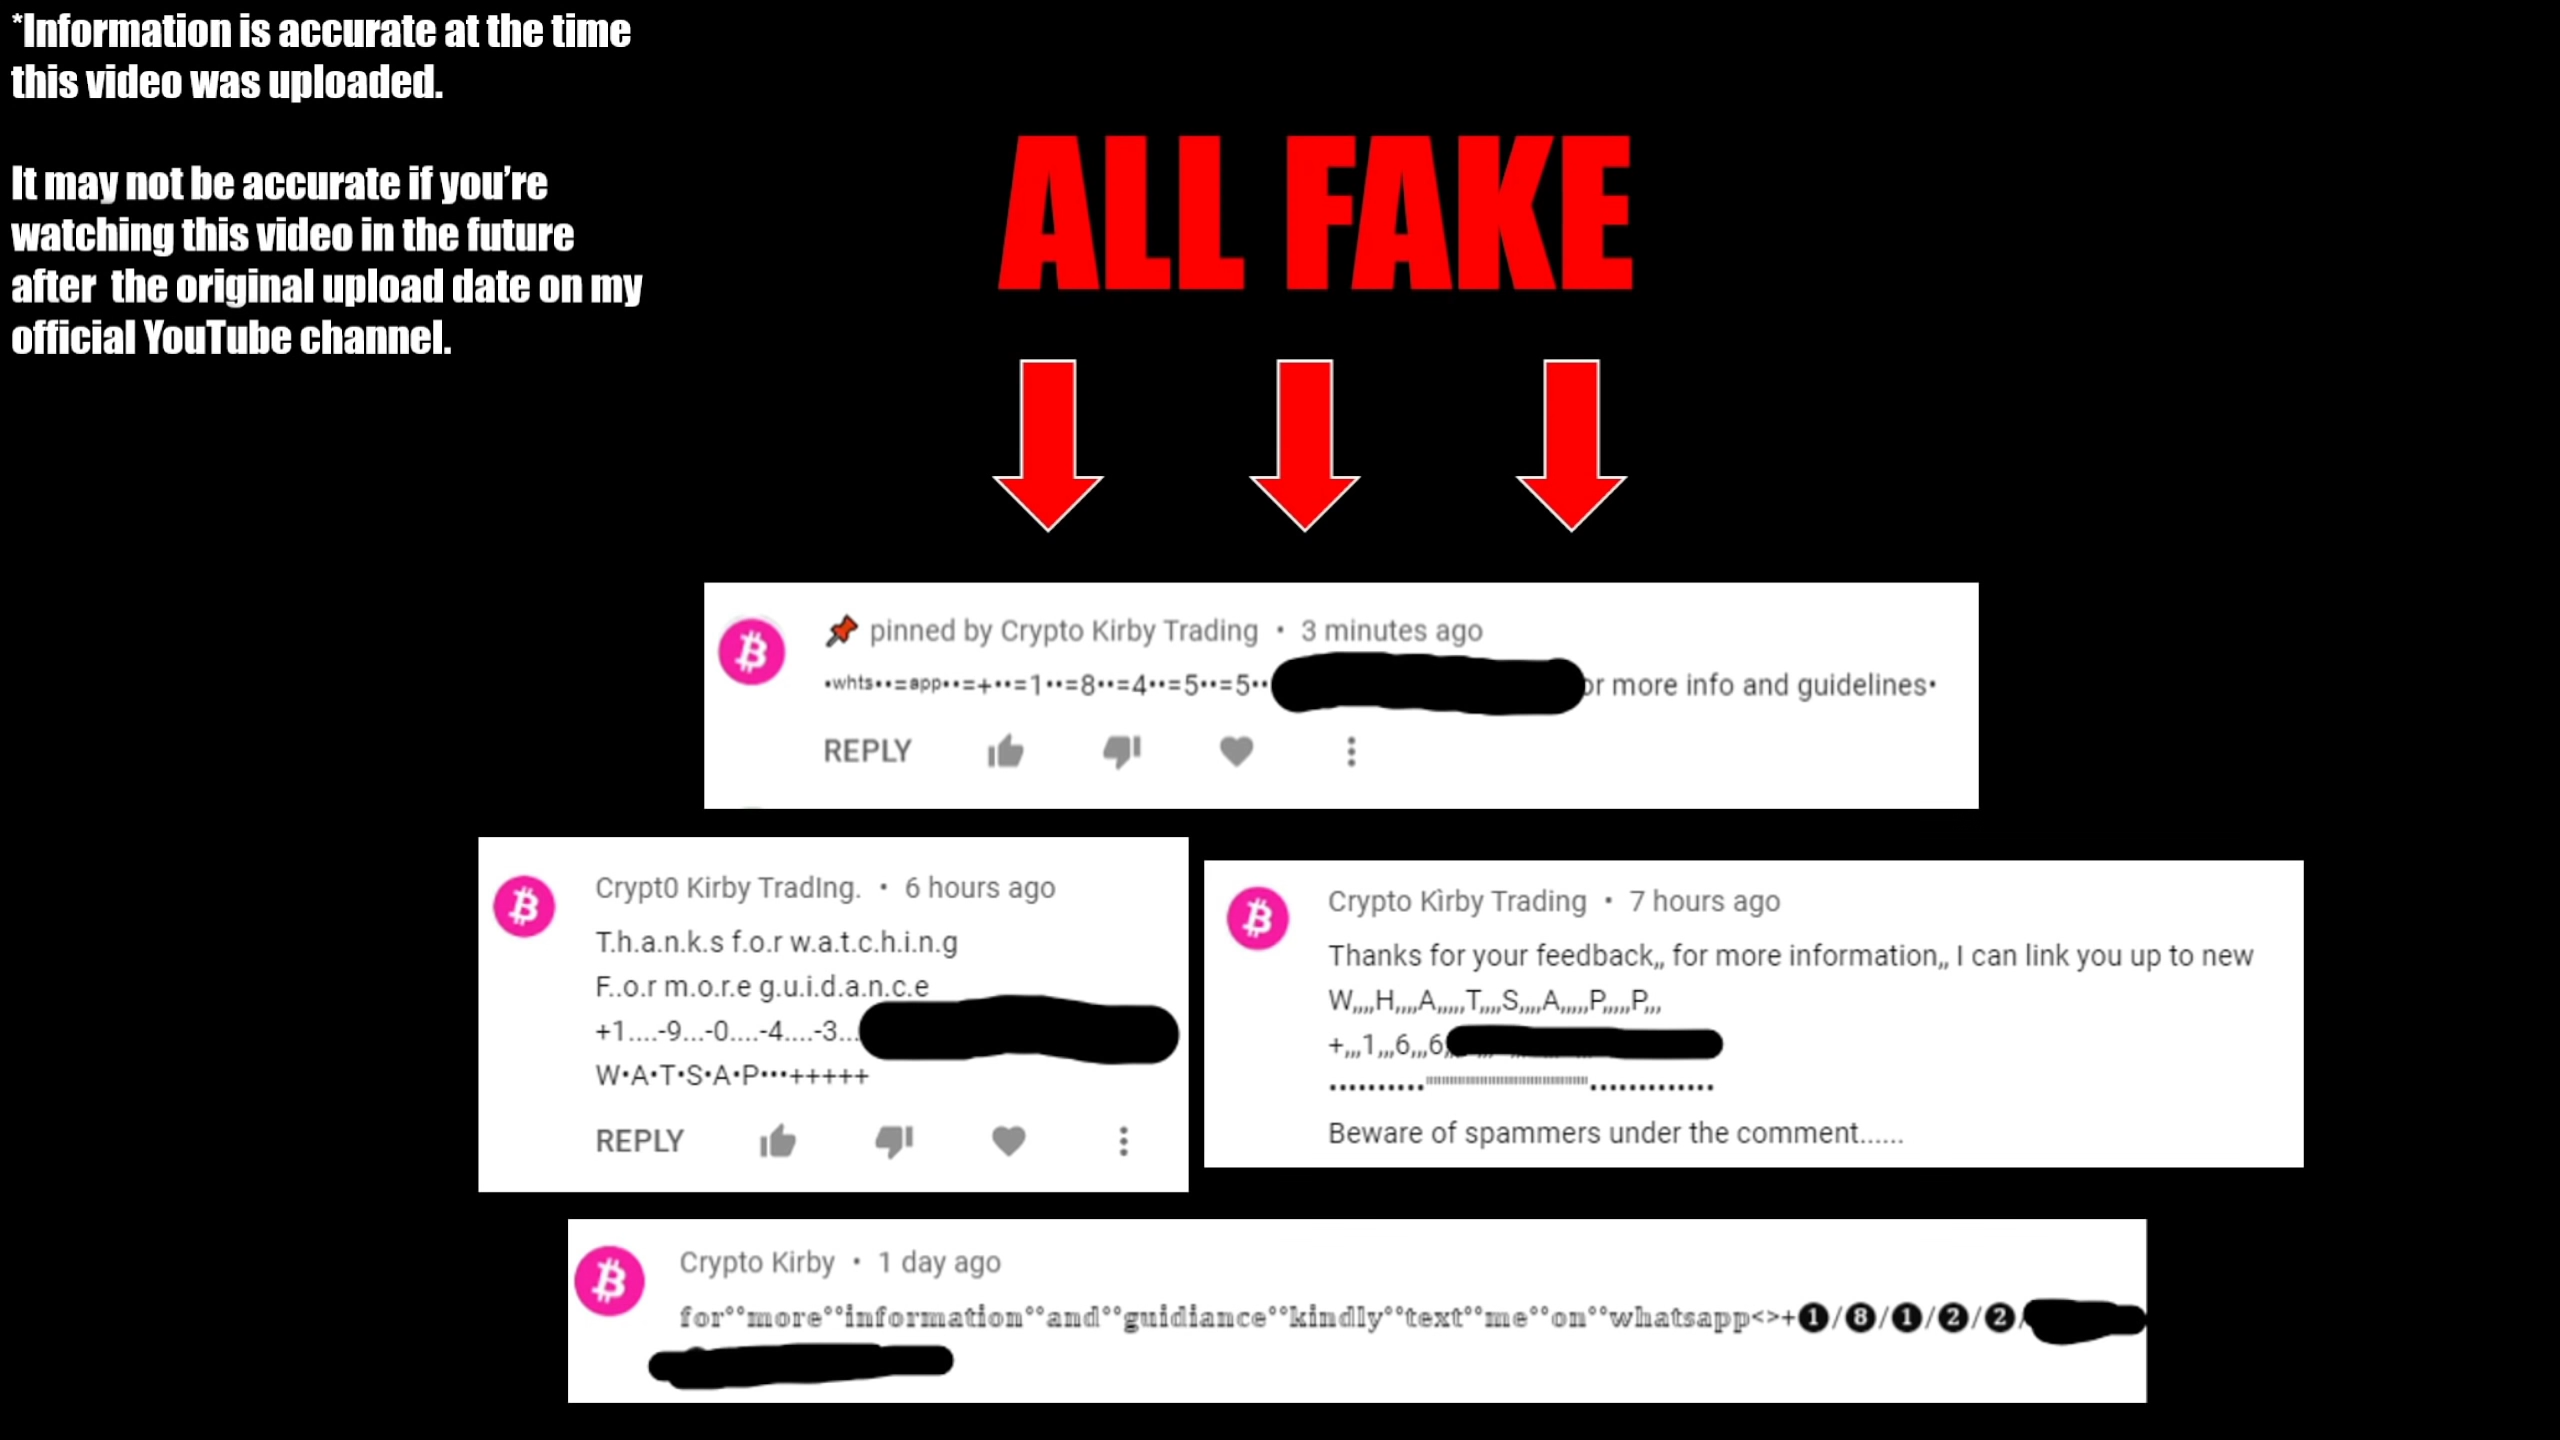 *Information is accurate at the time
this video was uploaded.
It may not be accurate if you’re
watching this video in the future
after  the original upload date on my
official YouTube channel.
ALL FAKE
📌 pinned by Crypto Kirby Trading • 3 minutes ago
•ʷʰᵗˢ••=ᵃᵖᵖ••=+••=1••=8••=4••=5••=5•• or more info and guidelines•
REPLY
Crypt0 Kirby TradIng. • 6 hours ago
T.h.a.n.k.s f.o.r w.a.t.c.h.i.n.g
F..o.r m.o.r.e g.u.i.d.a.n.c.e
+1....-9...-0....-4....-3...
W•A•T•S•A•P•••+++++
REPLY
Crypto Kìrby Trading • 7 hours ago
Thanks for your feedback,, for more information,, I can link you up to new
W,,,,H,,,,A,,,,,T,,,,S,,,,A,,,,,P,,,,,P,,,
+,,,1,,,6,,,6
Beware of spammers under the comment......
Crypto Kirby • 1 day ago
𝕗𝕠𝕣°°𝕞𝕠𝕣𝕖°°𝕚𝕟𝕗𝕠𝕣𝕞𝕒𝕥𝕚𝕠𝕟°°𝕒𝕟𝕕°°𝕘𝕦𝕚𝕕𝕚𝕒𝕟𝕔𝕖°°𝕜𝕚𝕟𝕕𝕝𝕪°°𝕥𝕖𝕩𝕥°°𝕞𝕖°°𝕠𝕟°°𝕨𝕙𝕒𝕥𝕤𝕒𝕡𝕡<>+❶/❽/❶/❷/❷/